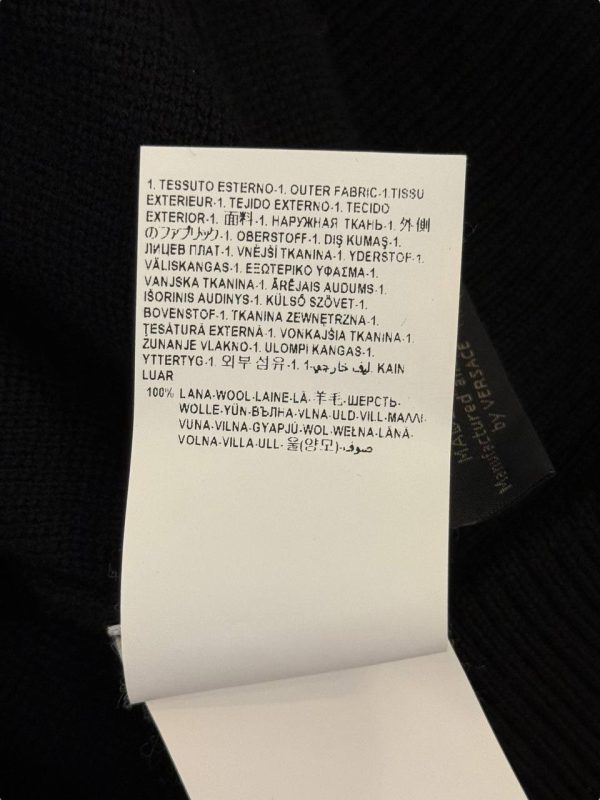 1. TESSUTO ESTERNO-1. OUTER FABRIC-1.TISSU
EXTERIEUR-1. TEJIDO EXTERNO-1. TECIDO
EXTERIOR-1. 面料-1. НАРУЖНАЯ ТКАНЬ-1. 外側
のファブリック-1. OBERSTOFF-1. DIŞ KUMAŞ-1.
ЛИЦЕВ ПЛАТ-1. VNĚJŠÍ TKANINA-1. YDERSTOF-1.
VÄLISKANGAS-1. ΕΞΩΤΕΡΙΚΟ ΥΦΑΣΜΑ-1.
VANJSKA TKANINA-1. ĀRĒJAIS AUDUMS-1.
IŠORINIS AUDINYS-1. KÜLSŐ SZÖVET-1.
BOVENSTOF-1. TKANINA ZEWNĘTRZNA-1.
ŢESĂTURĂ EXTERNĂ-1. VONKAJŠIA TKANINA-1.
ZUNANJE VLAKNO-1. ULOMPI KANGAS-1.
YTTERTYG-1. 외부 섬유-1. ليف خارجي-1. 1. KAIN
LUAR
100% LANA-WOOL-LAINE-LÃ-羊毛-ШЕРСТЬ-
WOLLE-YÜN-ВЪЛНА-VLNA-ULD-VILL-ΜΑΛΛΙ-
VUNA-VILNA-GYAPJÚ-WOL-WEŁNA-LÂNĂ-
VOLNA-VILLA-ULL- 울(양모)-صوف-
Manufactured
by VERSACE